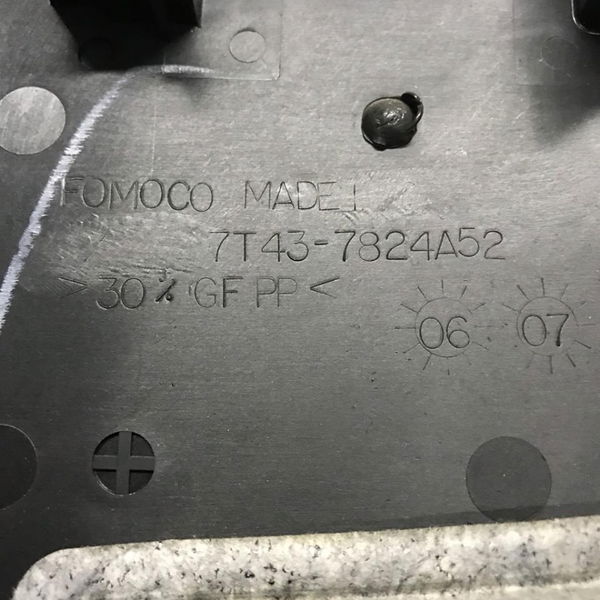 FOMOCO MADE
7T43-7824A52
>30% GF PP<
06 07